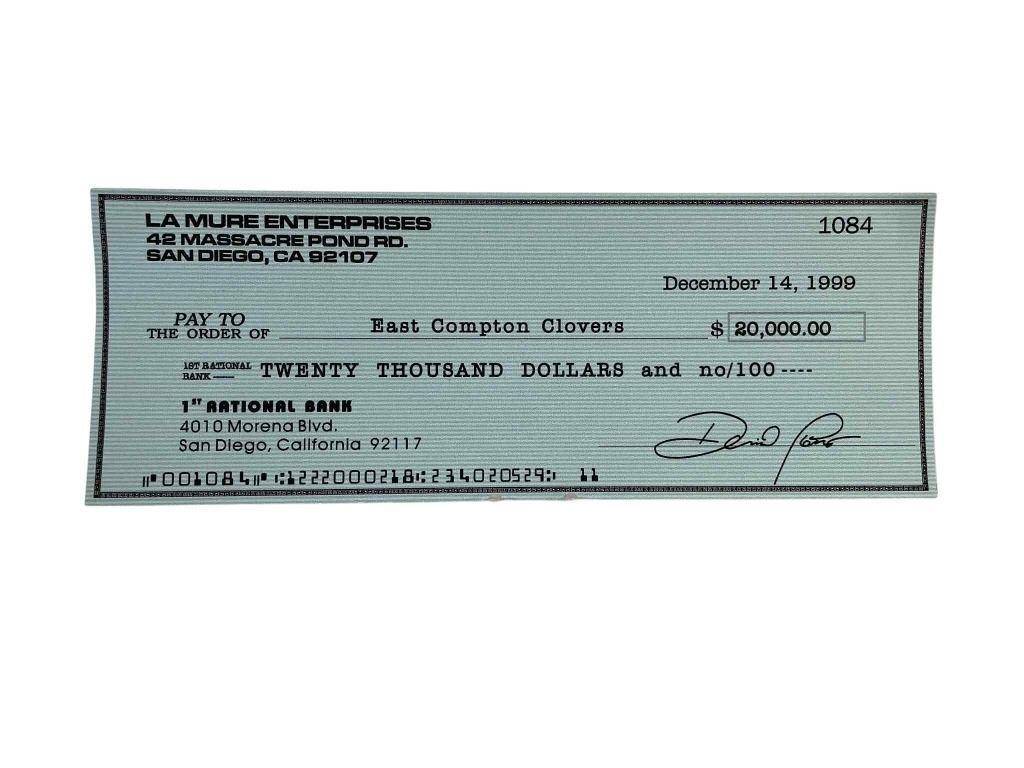 LA MURE ENTERPRISES 1084
42 MASSACRE POND RD.
SAN DIEGO, CA 92107
December 14, 1999
PAY TO
THE ORDER OF East Compton Clovers $ 20,000.00
1ST RATIONAL
BANK —— TWENTY THOUSAND DOLLARS and no/100 ----
1ST RATIONAL BANK
4010 Morena Blvd.
San Diego, California 92117
⑈001084⑈ ⑆1222000218⑆234020529⑆ 11